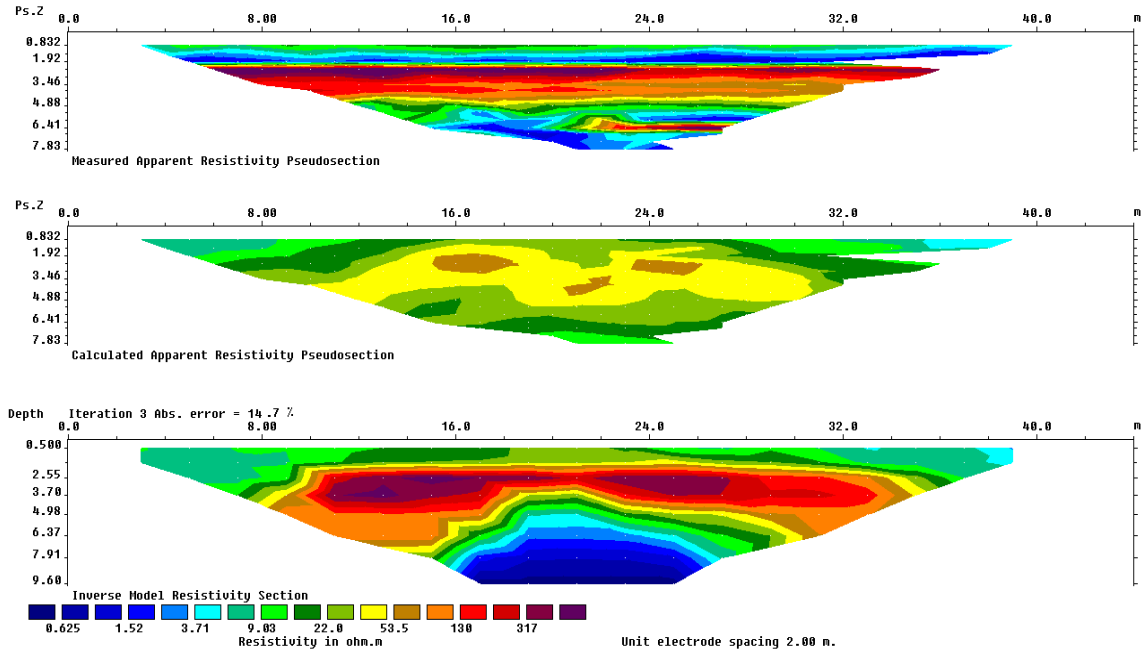 Ps.Z 0.0 8.00 16.0 24.0 32.0 40.0 m
0.832
1.92
3.46
4.88
6.41
7.83
Measured Apparent Resistivity Pseudosection
Ps.Z 0.0 8.00 16.0 24.0 32.0 40.0 m
0.832
1.92
3.46
4.88
6.41
7.83
Calculated Apparent Resistivity Pseudosection
Depth Iteration 3 Abs. error = 14.7 %
0.0 8.00 16.0 24.0 32.0 40.0 m
0.500
2.55
3.70
4.98
6.37
7.91
9.60
Inverse Model Resistivity Section
0.625 1.52 3.71 9.03 22.0 53.5 130 317
Resistivity in ohm.m Unit electrode spacing 2.00 m.